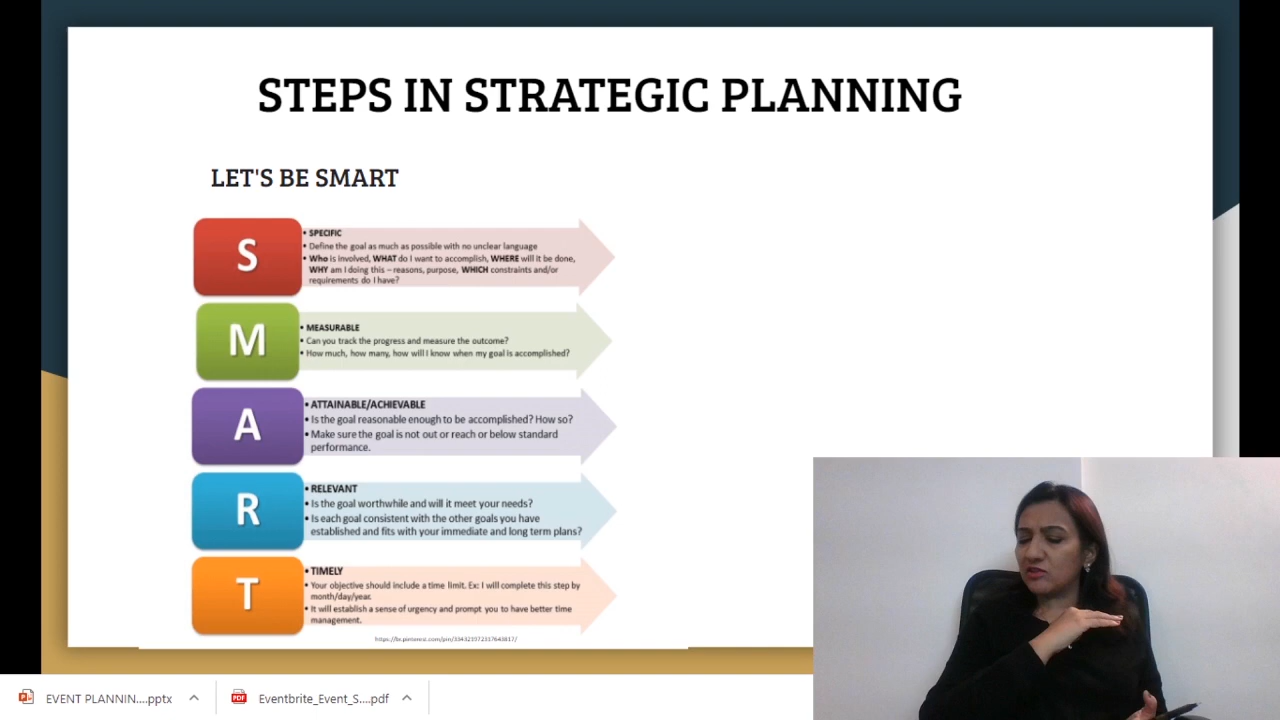 STEPS IN STRATEGIC PLANNING
LET'S BE SMART
S
• SPECIFIC
• Define the goal as much as possible with no unclear language
• Who is involved, WHAT do I want to accomplish, WHERE will it be done,
WHY am I doing this – reasons, purpose, WHICH constraints and/or
requirements do I have?
M
• MEASURABLE
• Can you track the progress and measure the outcome?
• How much, how many, how will I know when my goal is accomplished?
A
• ATTAINABLE/ACHIEVABLE
• Is the goal reasonable enough to be accomplished? How so?
• Make sure the goal is not out or reach or below standard
performance.
R
• RELEVANT
• Is the goal worthwhile and will it meet your needs?
• Is each goal consistent with the other goals you have
established and fits with your immediate and long term plans?
T
• TIMELY
• Your objective should include a time limit. Ex: I will complete this step by
month/day/year.
• It will establish a sense of urgency and prompt you to have better time
management.
EVENT PLANNIN....pptx
PDF
Eventbrite_Event_S....pdf